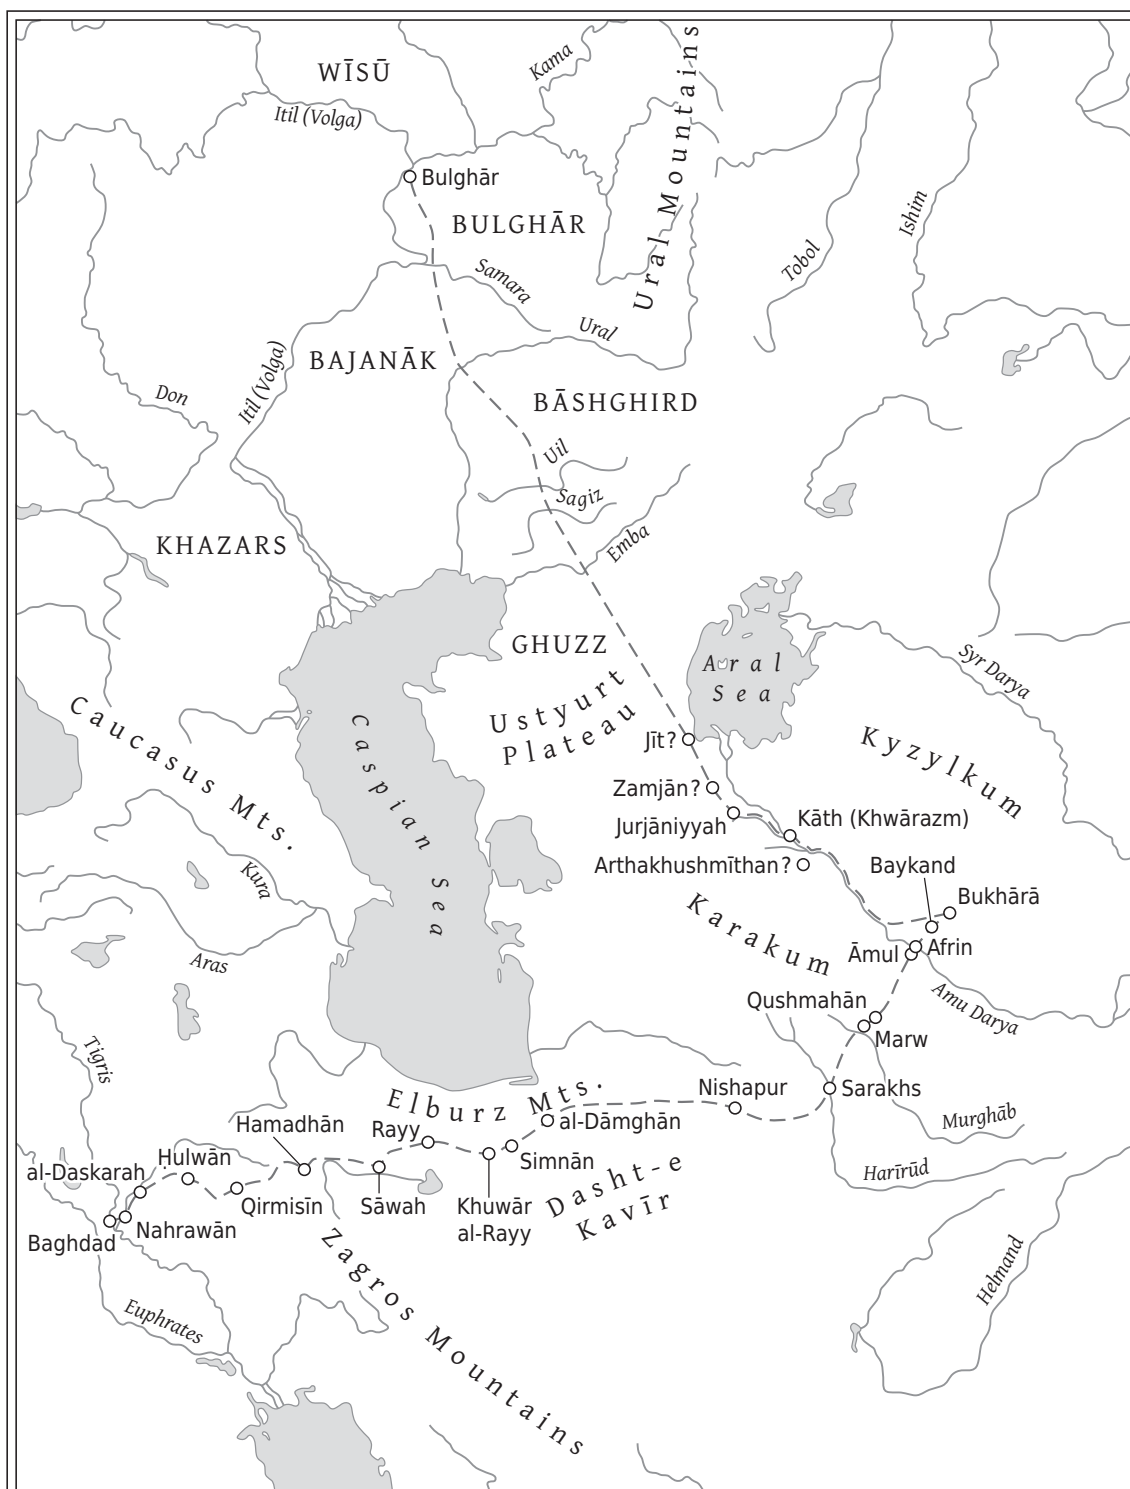 WĪSŪ
Kama
Itil (Volga)
Ural Mountains
Bulghār
BULGHĀR
Ishim
Tobol
Samara
Ural
BAJANĀK
Itil (Volga)
Don
BĀSHGHIRD
Uil
Sagiz
Emba
KHAZARS
GHUZZ
Aral
Sea
Syr Darya
Ustyurt
Plateau
Caucasus Mts.
Caspian Sea
Jīt?
Kyzylkum
Zamjān?
Jurjāniyyah
Kāth (Khwārazm)
Arthakhushmīthan?
Baykand
Kura
Bukhārā
Karakum
Āmul
Afrin
Aras
Amu Darya
Qushmahān
Marw
Tigris
Elburz Mts.
Nishapur
Sarakhs
Murghāb
Hamadhān
Rayy
al-Dāmghān
Hulwān
Simnān
Harīrūd
al-Daskarah
Qirmisīn
Sāwah
Khuwār
al-Rayy
Dasht-e
Kavīr
Nahrawān
Baghdad
Zagros Mountains
Helmand
Euphrates